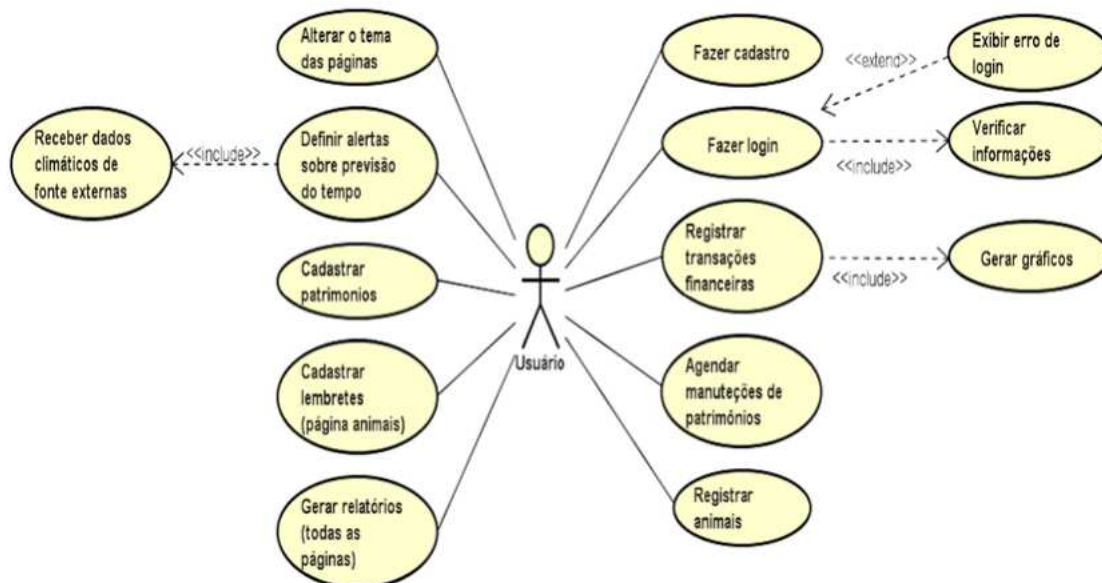 Alterar o tema
das páginas
Fazer cadastro
<<extend>>
Exibir erro de
login
Receber dados
climáticos de
fonte externas
<<include>>
Definir alertas
sobre previsão
do tempo
Fazer login
<<include>>
Verificar
informações
Cadastrar
patrimonios
Registrar
transações
financeiras
<<include>>
Gerar gráficos
Usuário
Cadastrar
lembretes
(página animais)
Agendar
manuteções de
patrimônios
Gerar relatórios
(todas as
páginas)
Registrar
animais